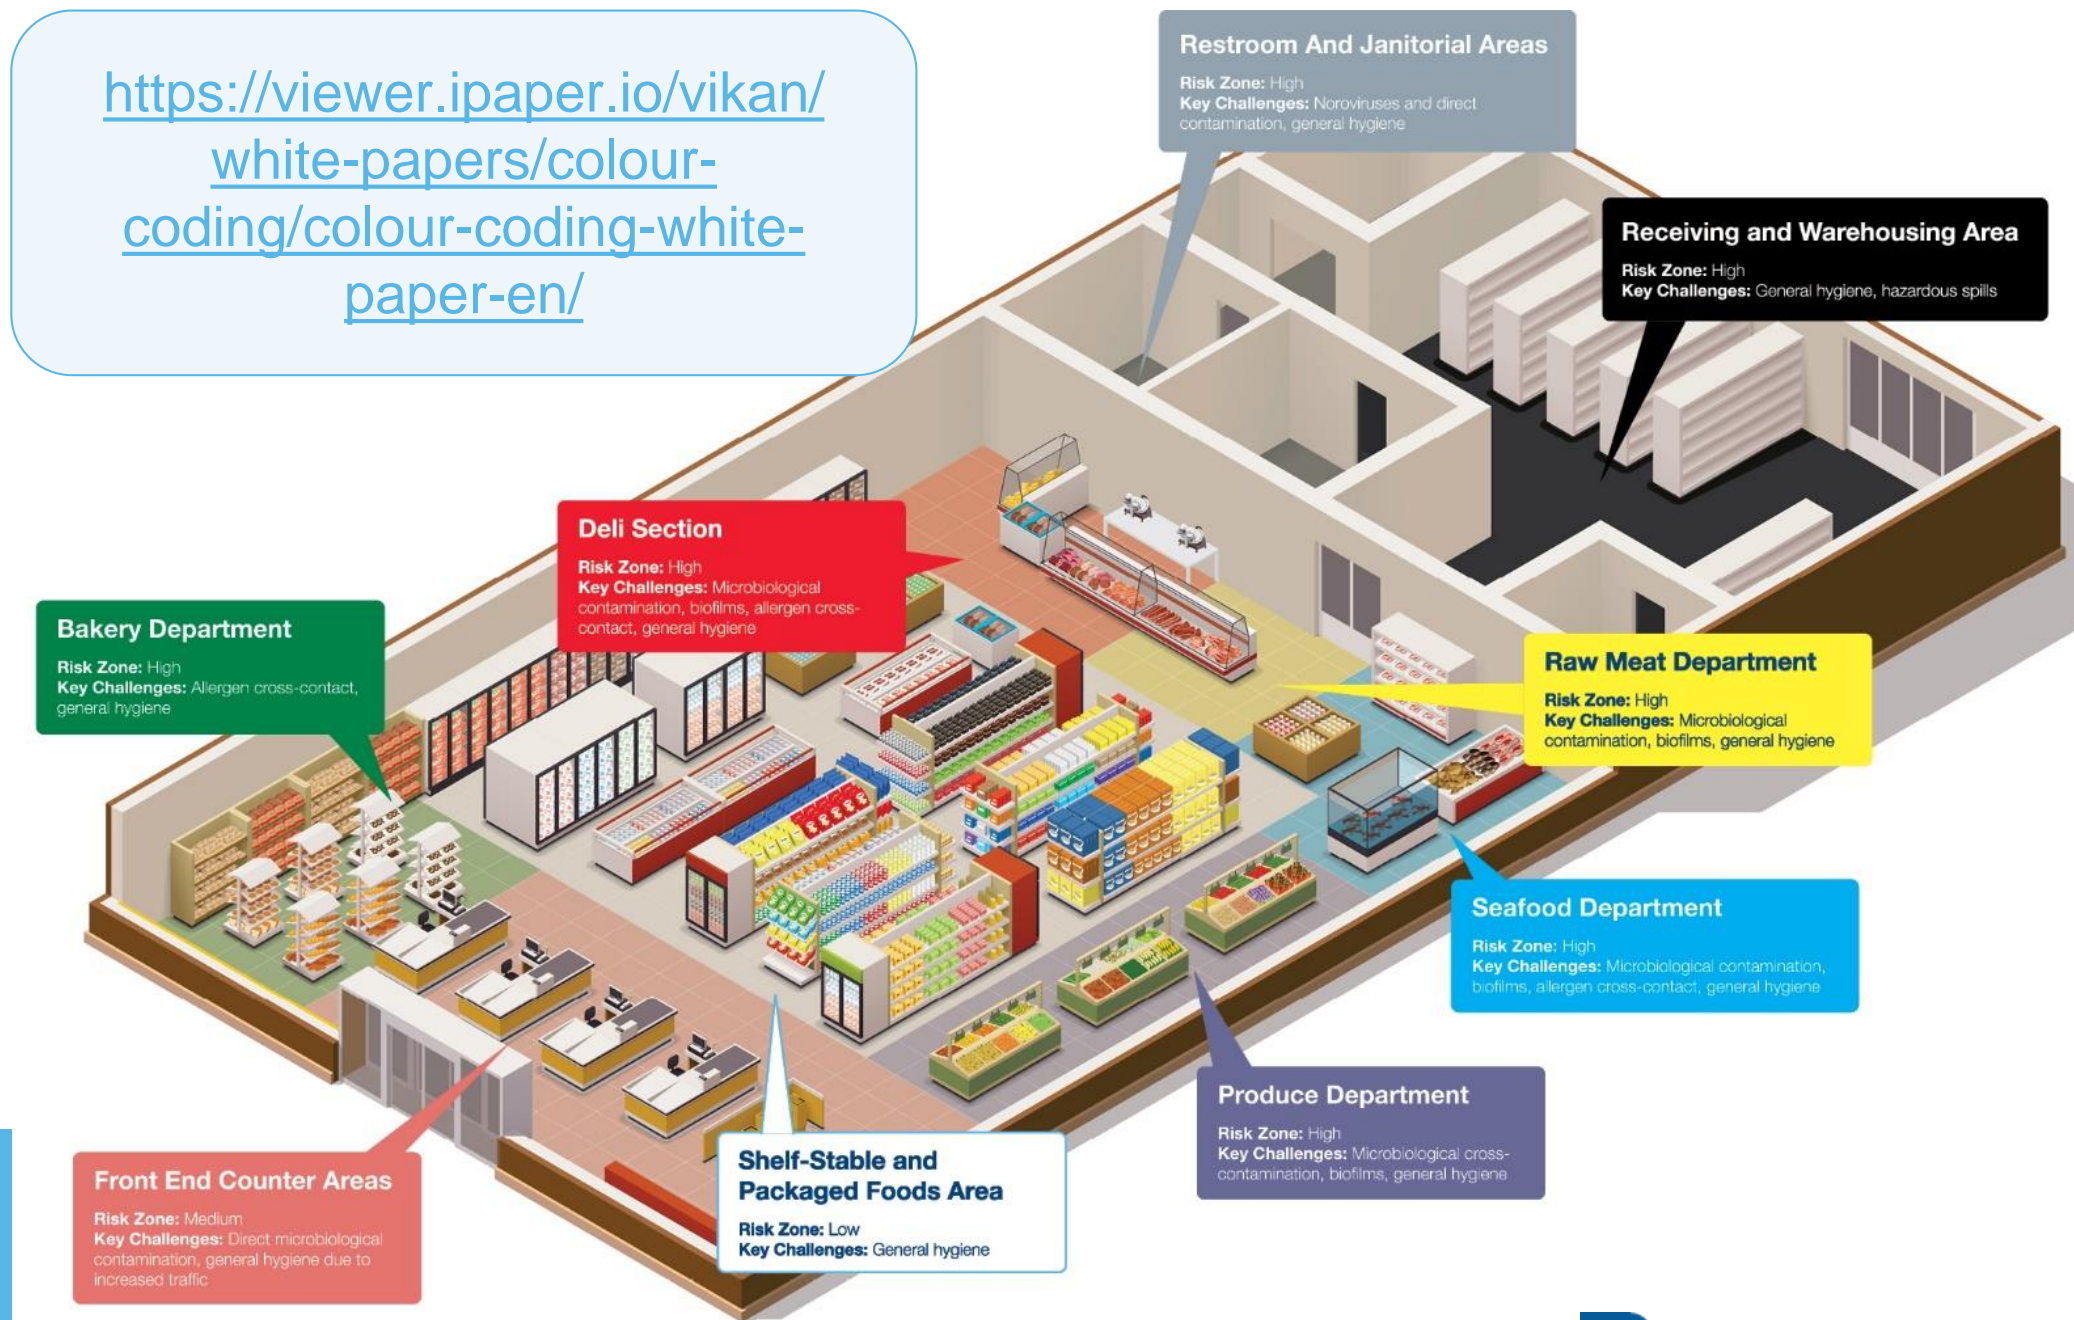 https://viewer.ipaper.io/vikan/
white-papers/colour-
coding/colour-coding-white-
paper-en/
Restroom And Janitorial Areas
Risk Zone: High
Key Challenges: Noroviruses and direct
contamination, general hygiene
Receiving and Warehousing Area
Risk Zone: High
Key Challenges: General hygiene, hazardous spills
Deli Section
Risk Zone: High
Key Challenges: Microbiological
contamination, biofilms, allergen cross-
contact, general hygiene
Bakery Department
Risk Zone: High
Key Challenges: Allergen cross-contact,
general hygiene
Raw Meat Department
Risk Zone: High
Key Challenges: Microbiological
contamination, biofilms, general hygiene
Seafood Department
Risk Zone: High
Key Challenges: Microbiological contamination,
biofilms, allergen cross-contact, general hygiene
Produce Department
Risk Zone: High
Key Challenges: Microbiological cross-
contamination, biofilms, general hygiene
Shelf-Stable and
Packaged Foods Area
Risk Zone: Low
Key Challenges: General hygiene
Front End Counter Areas
Risk Zone: Medium
Key Challenges: Direct microbiological
contamination, general hygiene due to
increased traffic